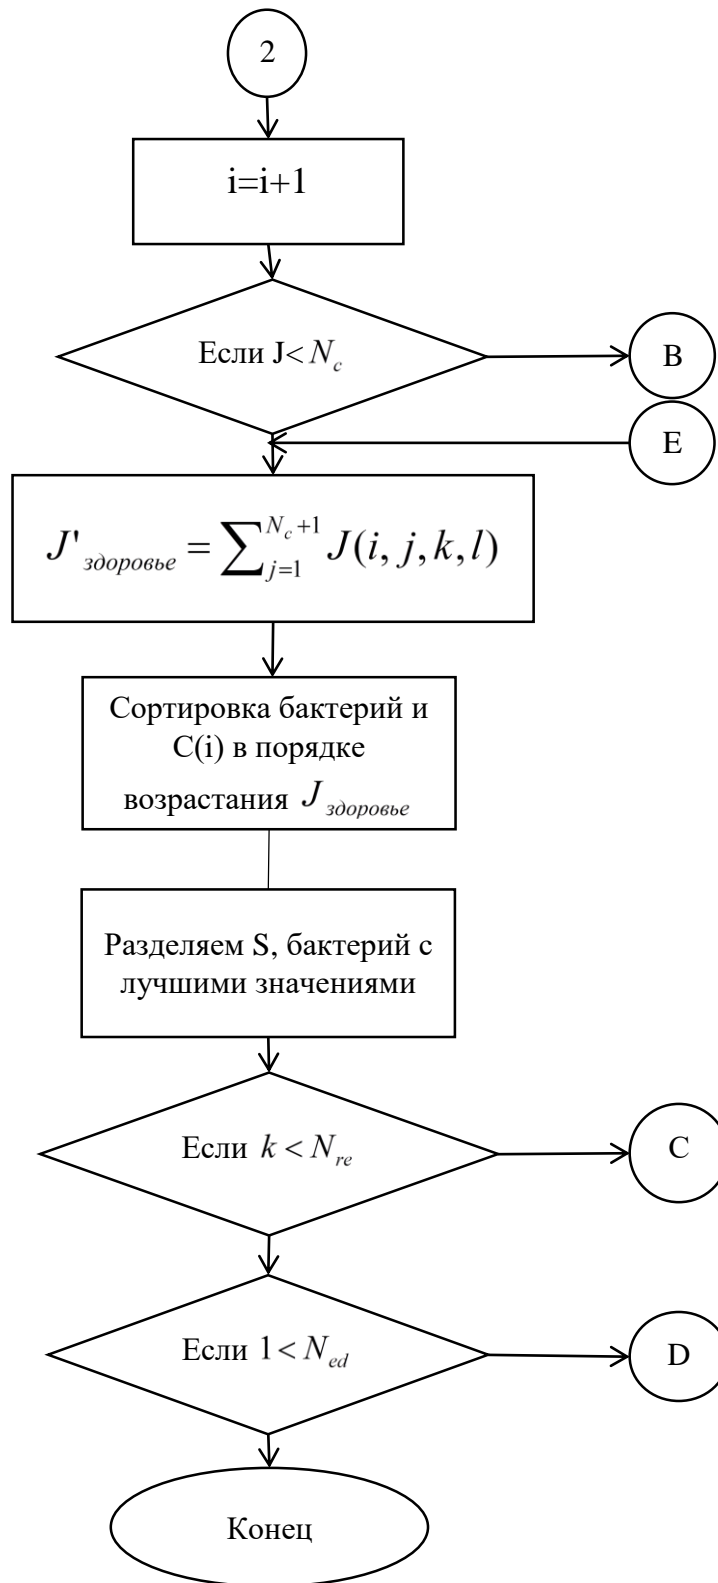 2
i=i+1
Если J< N_c
B
E
J'_здоровье = ∑_{j=1}^{N_c+1} J(i, j, k, l)
Сортировка бактерий и
C(i) в порядке
возрастания J_здоровье
Разделяем S, бактерий с
лучшими значениями
Если k < N_re
C
Если 1 < N_ed
D
Конец